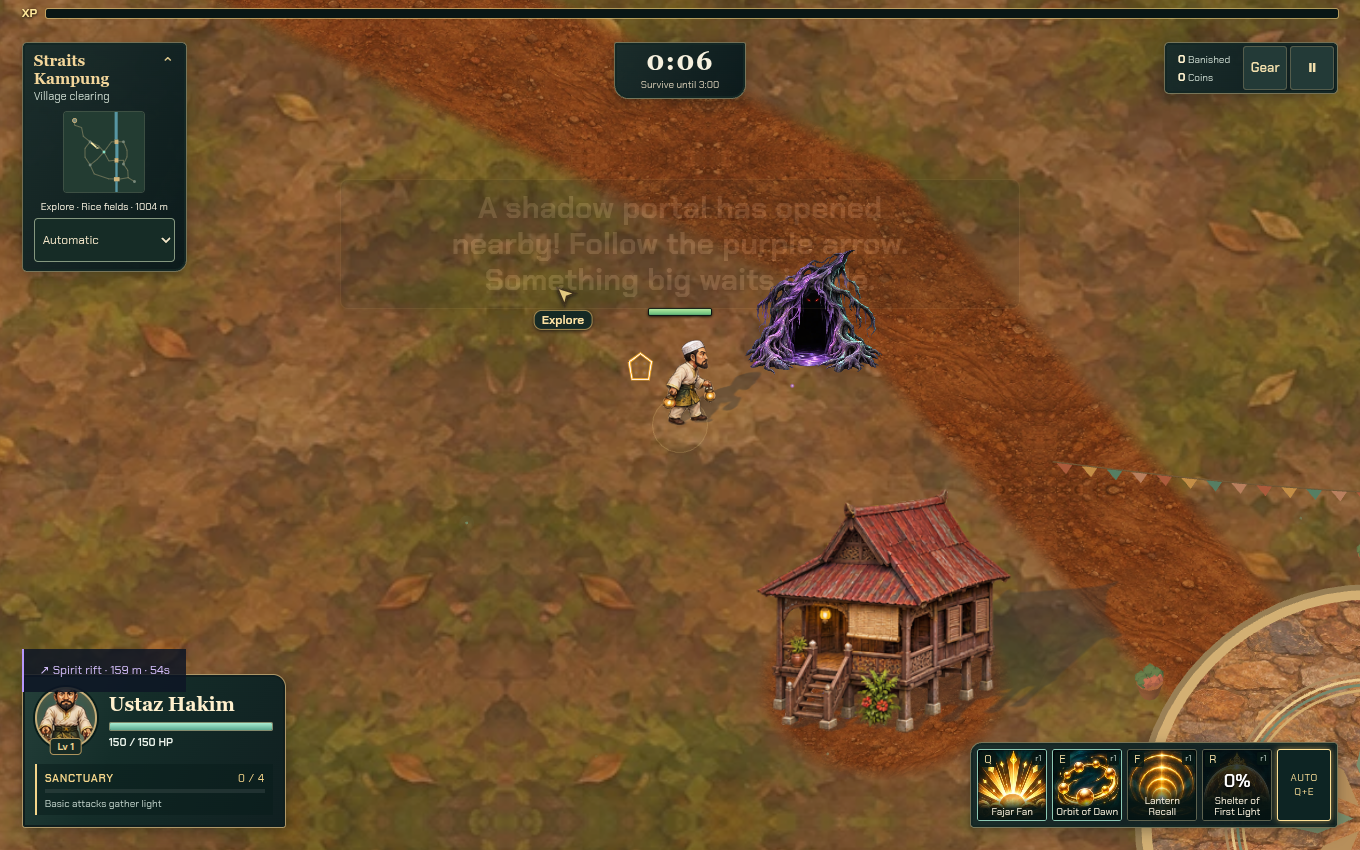 XP
Straits
Kampung
Village clearing
Explore · Rice fields · 1004 m
Automatic
0:06
Survive until 3:00
0 Banished
0 Coins
Gear
A shadow portal has opened
nearby! Follow the purple arrow.
Something big waits
Explore
↗ Spirit rift · 159 m · 54s
Ustaz Hakim
150 / 150 HP
Lv 1
SANCTUARY
0 / 4
Basic attacks gather light
Q
r1
Fajar Fan
E
r1
Orbit of Dawn
F
r1
Lantern
Recall
R
r1
0%
Shelter of
First Light
AUTO
Q+E